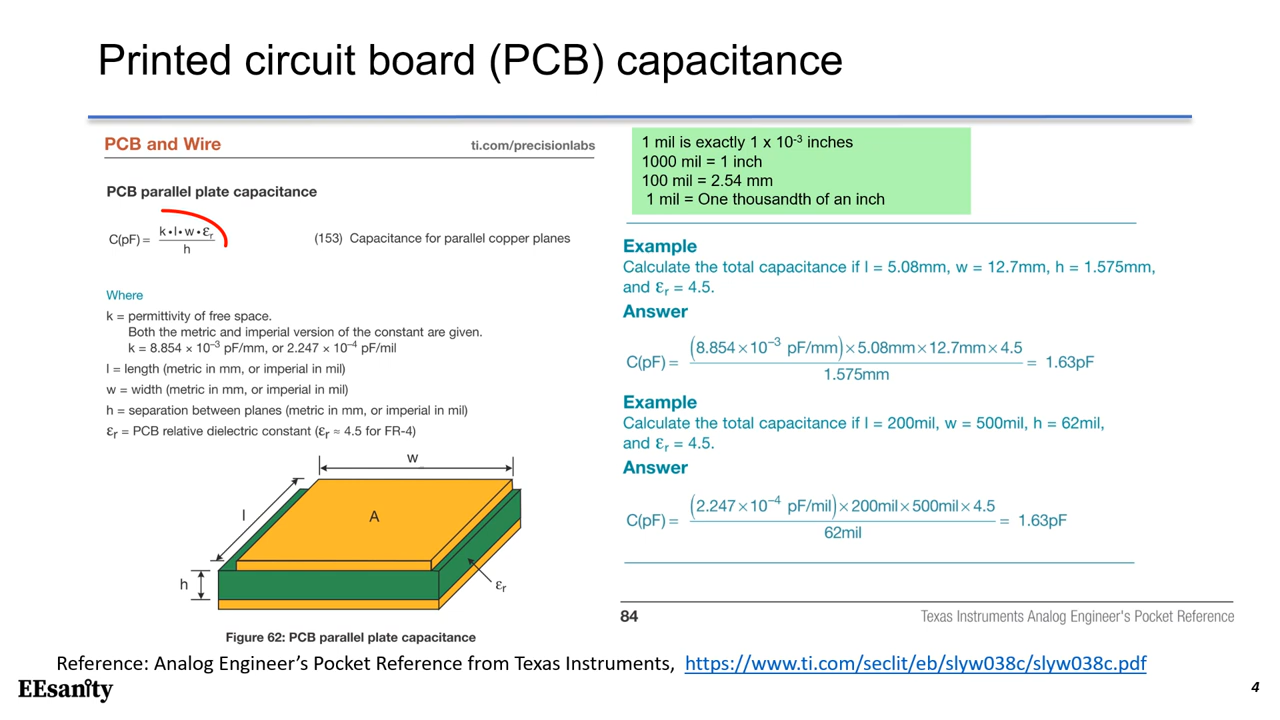 Printed circuit board (PCB) capacitance
PCB and Wire
ti.com/precisionlabs
PCB parallel plate capacitance
C(pF) = k•l•w•εr / h
(153) Capacitance for parallel copper planes
Where
k = permittivity of free space.
Both the metric and imperial version of the constant are given.
k = 8.854 × 10⁻³ pF/mm, or 2.247 × 10⁻⁴ pF/mil
l = length (metric in mm, or imperial in mil)
w = width (metric in mm, or imperial in mil)
h = separation between planes (metric in mm, or imperial in mil)
εr = PCB relative dielectric constant (εr ≈ 4.5 for FR-4)
w
l
A
h
εr
Figure 62: PCB parallel plate capacitance
1 mil is exactly 1 x 10⁻³ inches
1000 mil = 1 inch
100 mil = 2.54 mm
1 mil = One thousandth of an inch
Example
Calculate the total capacitance if l = 5.08mm, w = 12.7mm, h = 1.575mm,
and εr = 4.5.
Answer
C(pF) = (8.854×10⁻³ pF/mm)×5.08mm×12.7mm×4.5 / 1.575mm = 1.63pF
Example
Calculate the total capacitance if l = 200mil, w = 500mil, h = 62mil,
and εr = 4.5.
Answer
C(pF) = (2.247×10⁻⁴ pF/mil)×200mil×500mil×4.5 / 62mil = 1.63pF
84
Texas Instruments Analog Engineer's Pocket Reference
Reference: Analog Engineer’s Pocket Reference from Texas Instruments, https://www.ti.com/seclit/eb/slyw038c/slyw038c.pdf
EEsanity
4